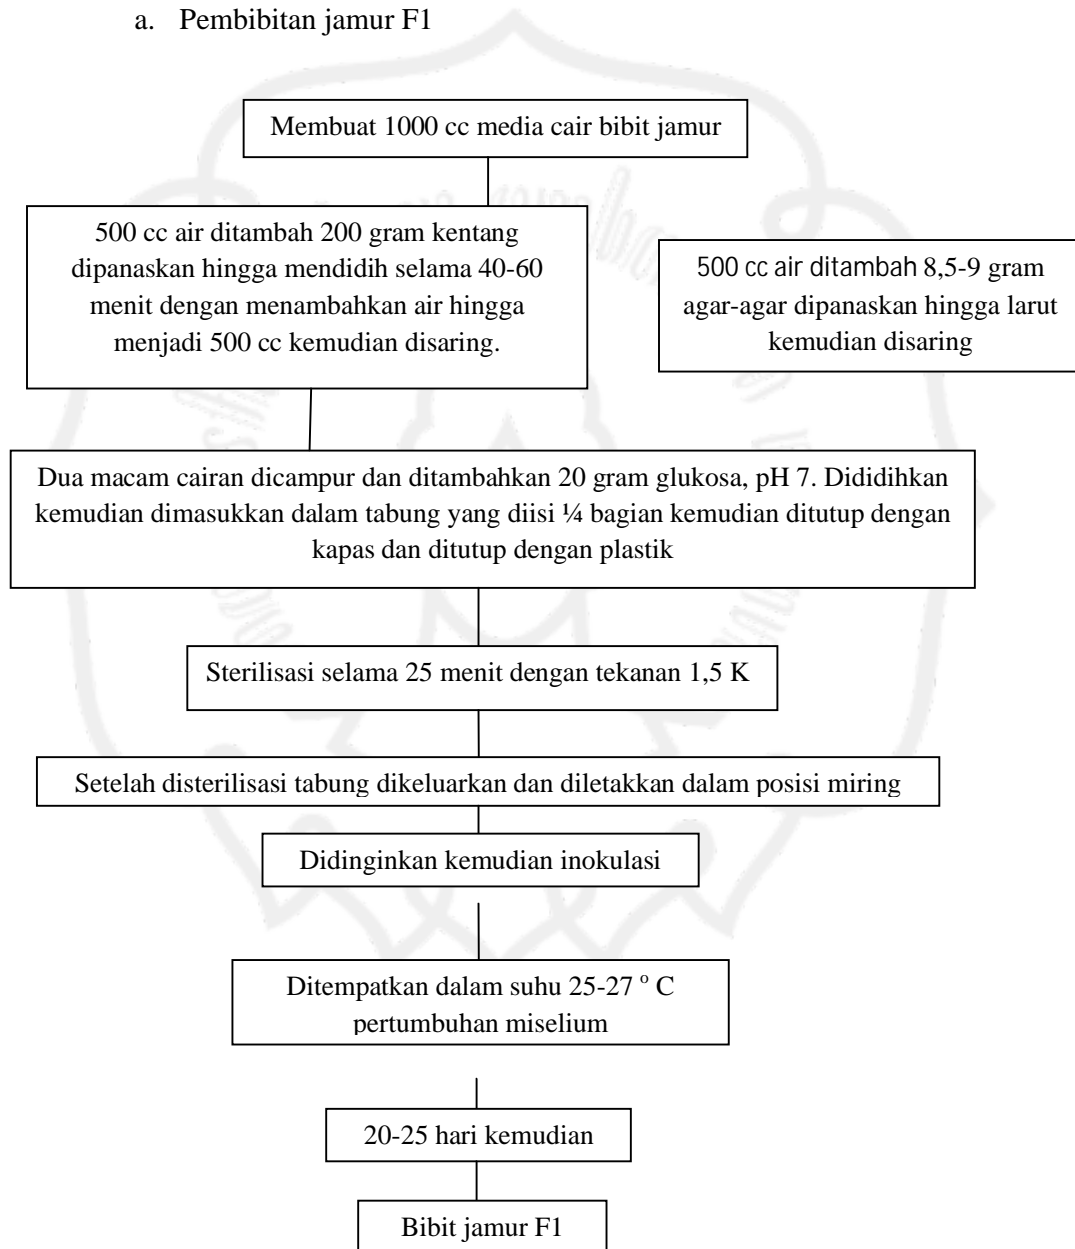 a. Pembibitan jamur F1
Membuat 1000 cc media cair bibit jamur
500 cc air ditambah 200 gram kentang
dipanaskan hingga mendidih selama 40-60
menit dengan menambahkan air hingga
menjadi 500 cc kemudian disaring.
500 cc air ditambah 8,5-9 gram
agar-agar dipanaskan hingga larut
kemudian disaring
Dua macam cairan dicampur dan ditambahkan 20 gram glukosa, pH 7. Dididihkan
kemudian dimasukkan dalam tabung yang diisi ¼ bagian kemudian ditutup dengan
kapas dan ditutup dengan plastik
Sterilisasi selama 25 menit dengan tekanan 1,5 K
Setelah disterilisasi tabung dikeluarkan dan diletakkan dalam posisi miring
Didinginkan kemudian inokulasi
Ditempatkan dalam suhu 25-27 ° C
pertumbuhan miselium
20-25 hari kemudian
Bibit jamur F1